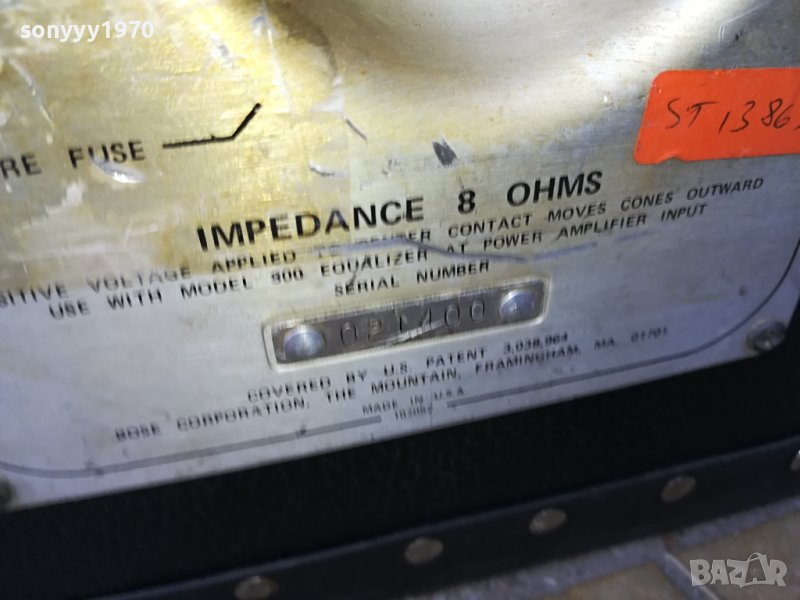 sonyyy1970
RE FUSE
ST 1386
IMPEDANCE 8 OHMS
SITIVE VOLTAGE APPLIED TO CENTER CONTACT MOVES CONES OUTWARD
USE WITH MODEL 900 EQUALIZER AT POWER AMPLIFIER INPUT
SERIAL NUMBER
COVERED BY U.S. PATENT 3,038,964
BOSE CORPORATION, THE MOUNTAIN, FRAMINGHAM, MA. 01701
MADE IN U.S.A.
BAZAR